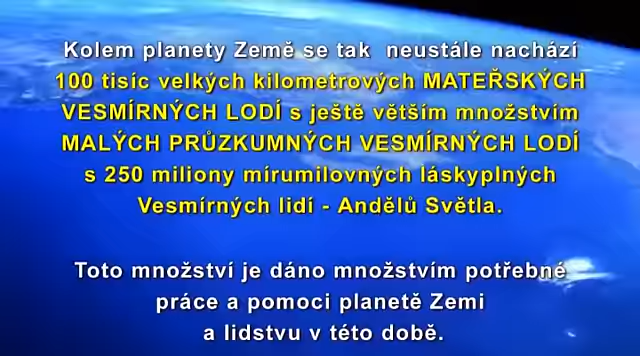 Kolem planety Země se tak neustále nachází
100 tisíc velkých kilometrových MATEŘSKÝCH
VESMÍRNÝCH LODÍ s ještě větším množstvím
MALÝCH PRŮZKUMNÝCH VESMÍRNÝCH LODÍ
s 250 miliony mírumilovných láskyplných
Vesmírných lidí - Andělů Světla.
Toto množství je dáno množstvím potřebné
práce a pomoci planetě Zemi
a lidstvu v této době.